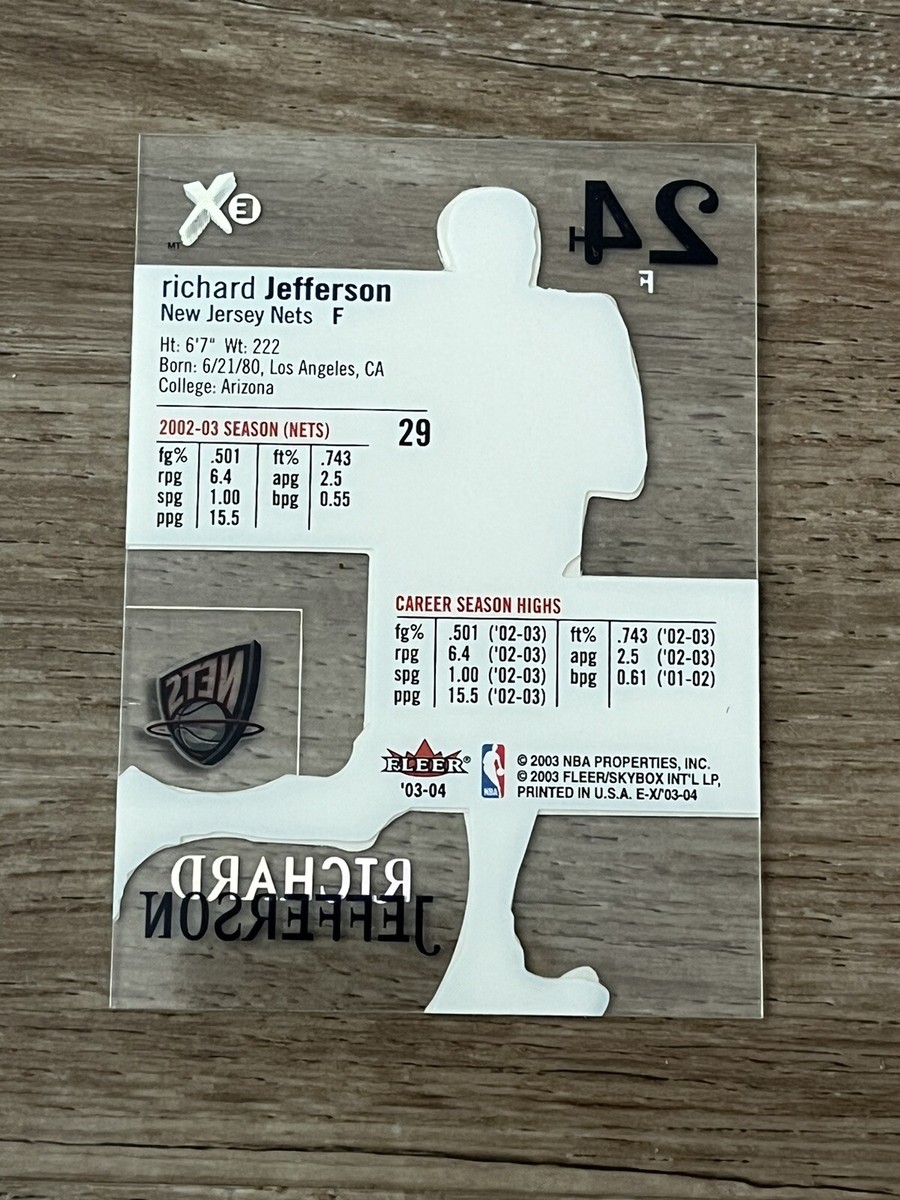 EX
TM
24
F
richard Jefferson
New Jersey Nets F
Ht: 6'7" Wt: 222
Born: 6/21/80, Los Angeles, CA
College: Arizona
2002-03 SEASON (NETS) 29
fg% .501 ft% .743
rpg 6.4 apg 2.5
spg 1.00 bpg 0.55
ppg 15.5
CAREER SEASON HIGHS
fg% .501 ('02-03) ft% .743 ('02-03)
rpg 6.4 ('02-03) apg 2.5 ('02-03)
spg 1.00 ('02-03) bpg 0.61 ('01-02)
ppg 15.5 ('02-03)
NETS
FLEER®
'03-04
NBA
© 2003 NBA PROPERTIES, INC.
© 2003 FLEER/SKYBOX INT'L LP,
PRINTED IN U.S.A. E-X/'03-04
RICHARD
JEFFERSON